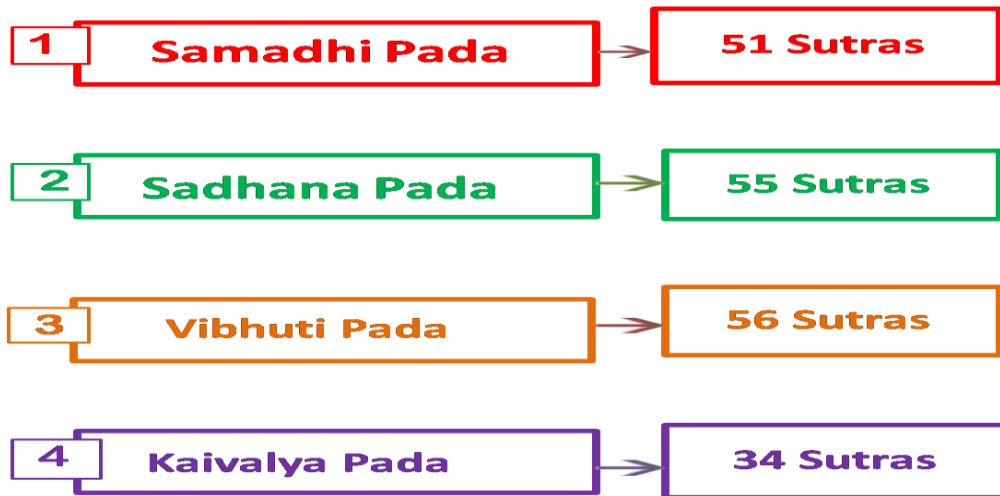 1 Samadhi Pada 51 Sutras
2 Sadhana Pada 55 Sutras
3 Vibhuti Pada 56 Sutras
4 Kaivalya Pada 34 Sutras